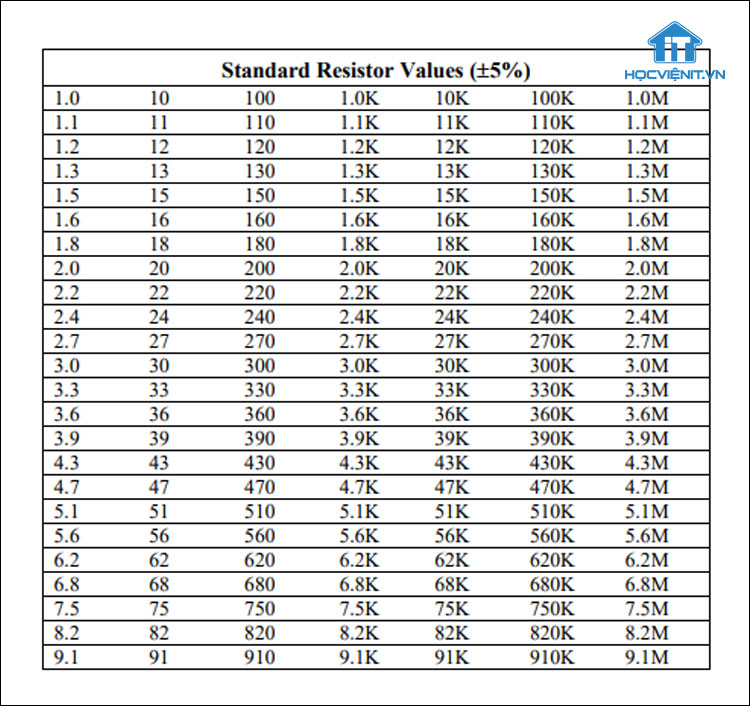 iT
HỌCVIỆNIT.VN
Standard Resistor Values (±5%)
1.0 10 100 1.0K 10K 100K 1.0M
1.1 11 110 1.1K 11K 110K 1.1M
1.2 12 120 1.2K 12K 120K 1.2M
1.3 13 130 1.3K 13K 130K 1.3M
1.5 15 150 1.5K 15K 150K 1.5M
1.6 16 160 1.6K 16K 160K 1.6M
1.8 18 180 1.8K 18K 180K 1.8M
2.0 20 200 2.0K 20K 200K 2.0M
2.2 22 220 2.2K 22K 220K 2.2M
2.4 24 240 2.4K 24K 240K 2.4M
2.7 27 270 2.7K 27K 270K 2.7M
3.0 30 300 3.0K 30K 300K 3.0M
3.3 33 330 3.3K 33K 330K 3.3M
3.6 36 360 3.6K 36K 360K 3.6M
3.9 39 390 3.9K 39K 390K 3.9M
4.3 43 430 4.3K 43K 430K 4.3M
4.7 47 470 4.7K 47K 470K 4.7M
5.1 51 510 5.1K 51K 510K 5.1M
5.6 56 560 5.6K 56K 560K 5.6M
6.2 62 620 6.2K 62K 620K 6.2M
6.8 68 680 6.8K 68K 680K 6.8M
7.5 75 750 7.5K 75K 750K 7.5M
8.2 82 820 8.2K 82K 820K 8.2M
9.1 91 910 9.1K 91K 910K 9.1M